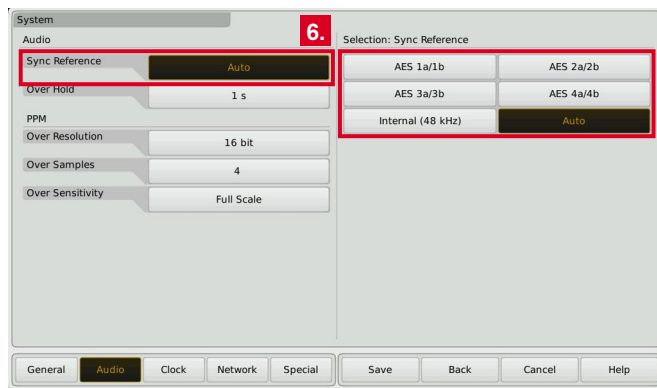 System
6.
Audio
Selection: Sync Reference
Sync Reference
Auto
AES 1a/1b
AES 2a/2b
Over Hold
1 s
AES 3a/3b
AES 4a/4b
PPM
Internal (48 kHz)
Auto
Over Resolution
16 bit
Over Samples
4
Over Sensitivity
Full Scale
General
Audio
Clock
Network
Special
Save
Back
Cancel
Help